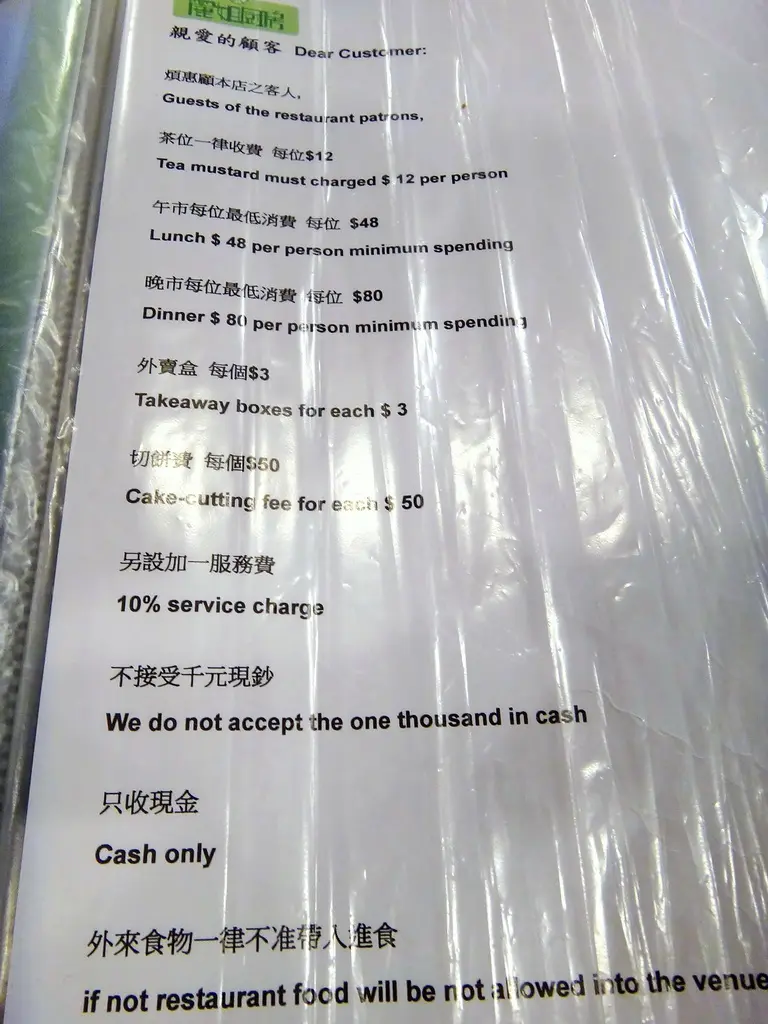 親愛的顧客 Dear Customer:
煩惠顧本店之客人,
Guests of the restaurant patrons,
茶位一律收費 每位$12
Tea mustard must charged $ 12 per person
午市每位最低消費 每位 $48
Lunch $ 48 per person minimum spending
晚市每位最低消費 每位 $80
Dinner $ 80 per person minimum spending
外賣盒 每個$3
Takeaway boxes for each $ 3
切餅費 每個$50
Cake-cutting fee for each $ 50
另設加一服務費
10% service charge
不接受千元現鈔
We do not accept the one thousand in cash
只收現金
Cash only
外來食物一律不准帶入進食
if not restaurant food will be not allowed into the venue